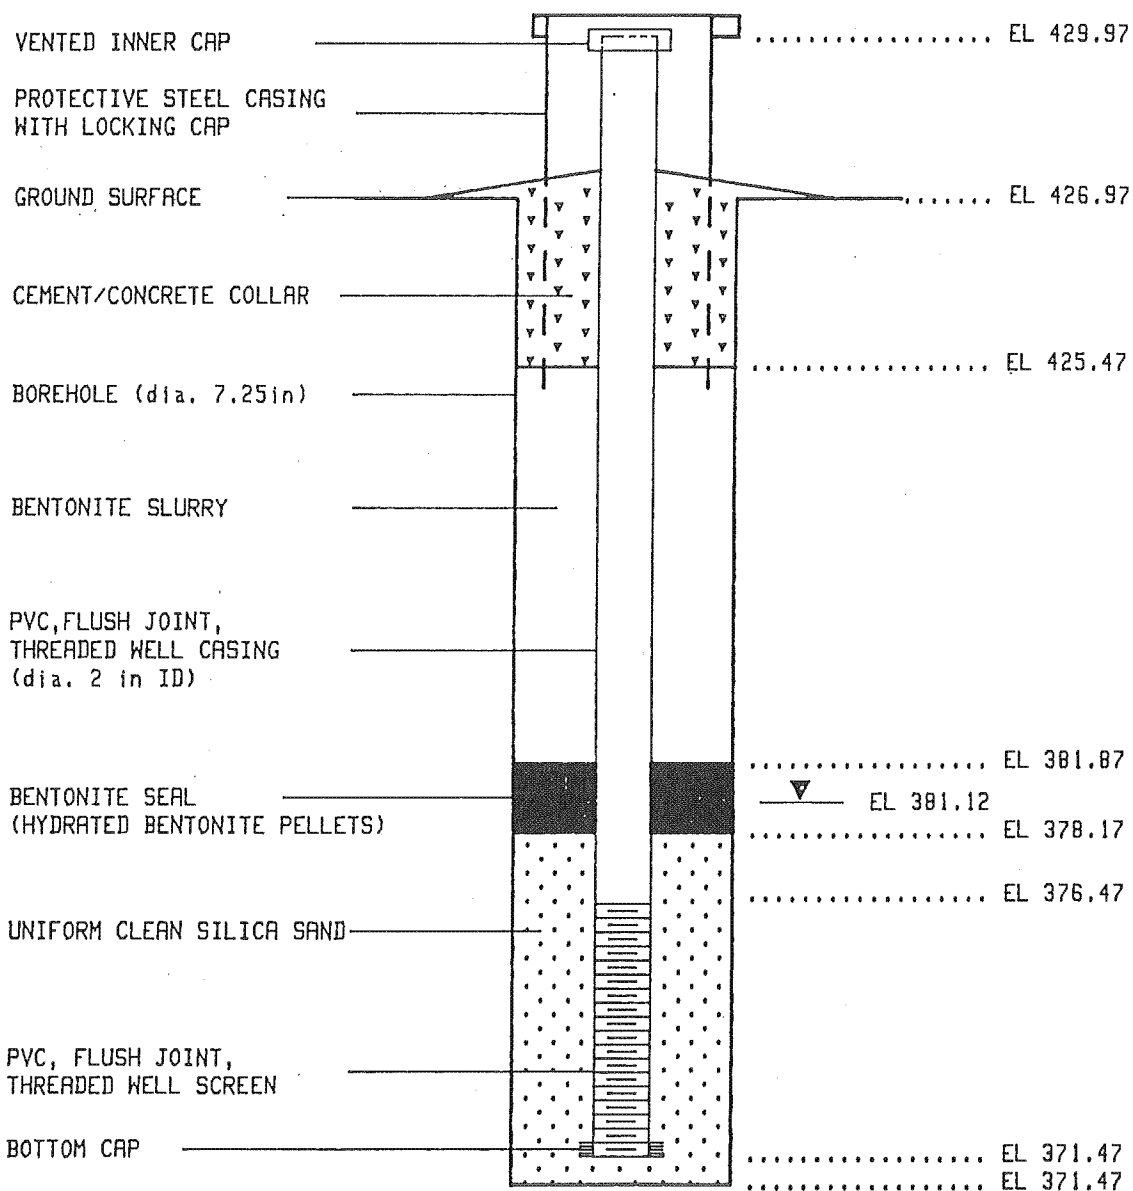 VENTED INNER CAP
EL 429.97
PROTECTIVE STEEL CASING
WITH LOCKING CAP
GROUND SURFACE
EL 426.97
CEMENT/CONCRETE COLLAR
EL 425.47
BOREHOLE (dia. 7.25in)
BENTONITE SLURRY
PVC,FLUSH JOINT,
THREADED WELL CASING
(dia. 2 in ID)
EL 381.87
BENTONITE SEAL
(HYDRATED BENTONITE PELLETS)
EL 381.12
EL 378.17
EL 376.47
UNIFORM CLEAN SILICA SAND
PVC, FLUSH JOINT,
THREADED WELL SCREEN
BOTTOM CAP
EL 371.47
EL 371.47